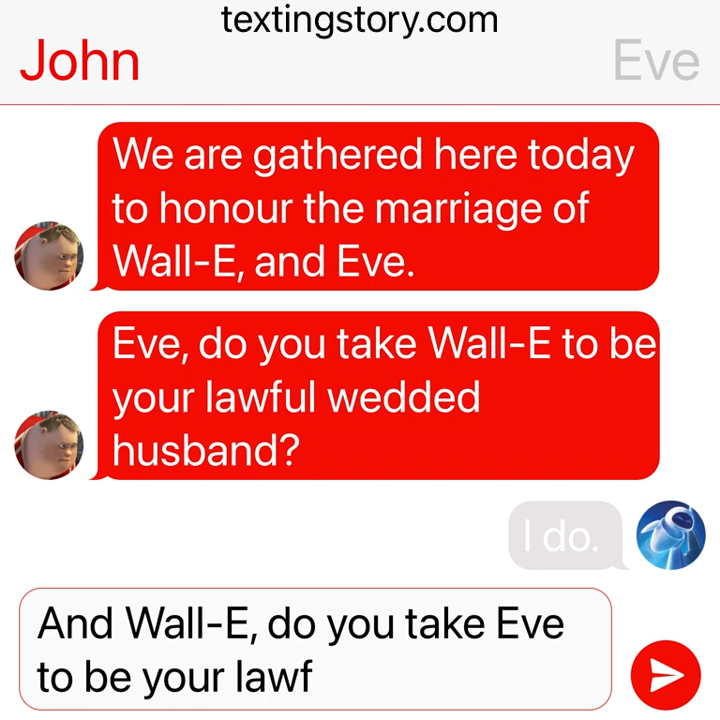 textingstory.com
John
Eve
We are gathered here today
to honour the marriage of
Wall-E, and Eve.
Eve, do you take Wall-E to be
your lawful wedded
husband?
I do.
And Wall-E, do you take Eve
to be your lawf